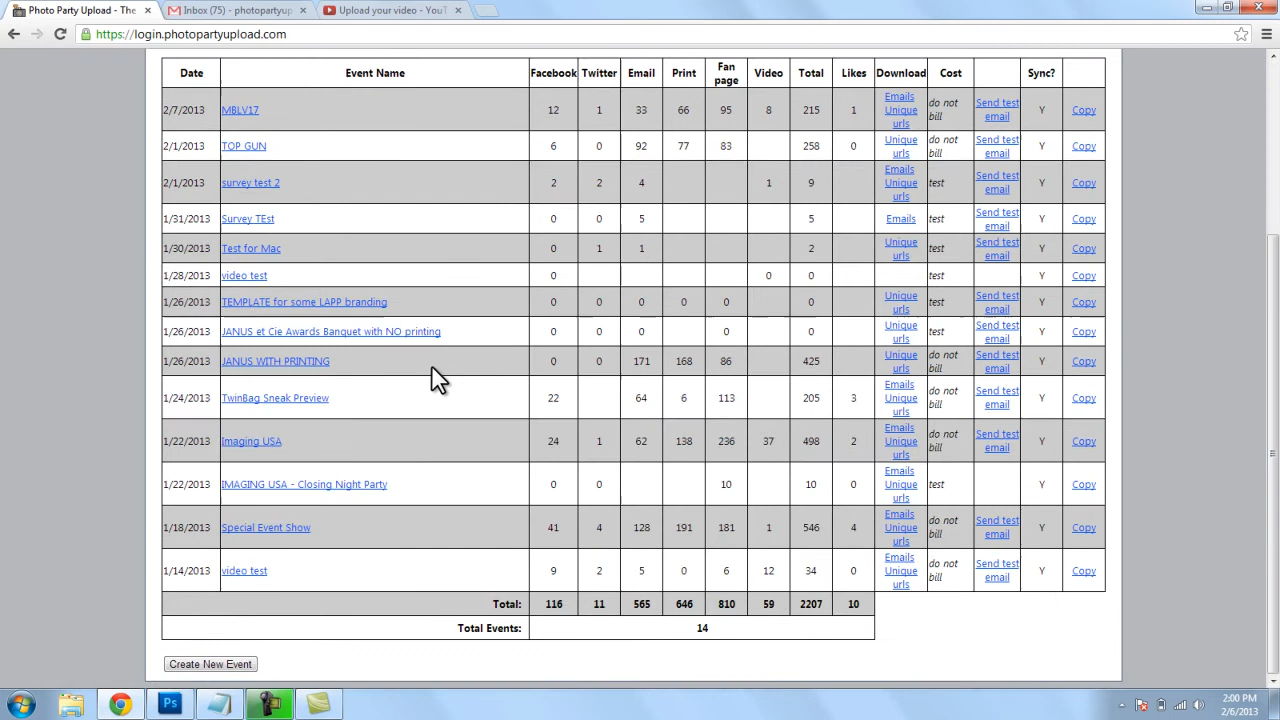 Photo Party Upload - The
Inbox (75) - photopartyup
Upload your video - YouT
https://login.photopartyupload.com
Date Event Name Facebook Twitter Email Print Fan page Video Total Likes Download Cost Sync?
2/7/2013 MBLV17 12 1 33 66 95 8 215 1 Emails Unique urls do not bill Send test email Y Copy
2/1/2013 TOP GUN 6 0 92 77 83 258 0 Unique urls do not bill Send test email Y Copy
2/1/2013 survey test 2 2 2 4 1 9 Emails Unique urls test Send test email Y Copy
1/31/2013 Survey TEst 0 0 5 5 Emails test Send test email Y Copy
1/30/2013 Test for Mac 0 1 1 2 Unique urls test Send test email Y Copy
1/28/2013 video test 0 0 0 test Y Copy
1/26/2013 TEMPLATE for some LAPP branding 0 0 0 0 0 0 Unique urls test Send test email Y Copy
1/26/2013 JANUS et Cie Awards Banquet with NO printing 0 0 0 0 0 Unique urls test Send test email Y Copy
1/26/2013 JANUS WITH PRINTING 0 0 171 168 86 425 Unique urls do not bill Send test email Y Copy
1/24/2013 TwinBag Sneak Preview 22 64 6 113 205 3 Emails Unique urls do not bill Send test email Y Copy
1/22/2013 Imaging USA 24 1 62 138 236 37 498 2 Emails Unique urls do not bill Send test email Y Copy
1/22/2013 IMAGING USA - Closing Night Party 0 0 10 10 0 Emails Unique urls test Send test email Y Copy
1/18/2013 Special Event Show 41 4 128 191 181 1 546 4 Emails Unique urls do not bill Send test email Y Copy
1/14/2013 video test 9 2 5 0 6 12 34 0 Emails Unique urls do not bill Send test email Y Copy
Total: 116 11 565 646 810 59 2207 10
Total Events: 14
Create New Event
Ps
2:00 PM
2/6/2013